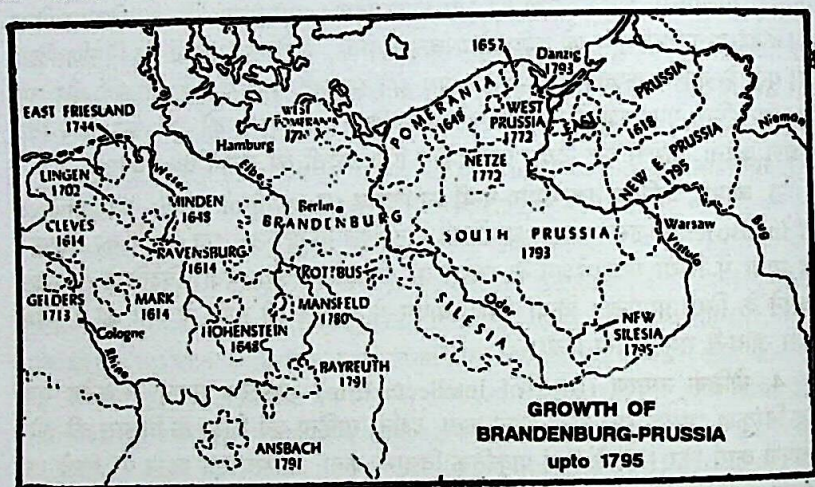 1657
Danzig
1793
EAST FRIESLAND
1744
WEST
POMERANIA
POMERANIA
1648
WEST
PRUSSIA
1772
EAST
PRUSSIA
1618
Niemen
Hamburg
Elbe
Weser
LINGEN
1702
NETZE
1772
NEW E. PRUSSIA
1795
MINDEN
1648
Berlin
BRANDENBURG
CLEVES
1614
SOUTH PRUSSIA
1793
Warsaw
Vistula
Bug
RAVENSBURG
1614
ROTTBUS
GELDERS
1713
MARK
1614
MANSFELD
1780
SILESIA
Oder
Cologne
HOHENSTEIN
1648
NEW
SILESIA
1795
Rhine
BAYREUTH
1791
ANSBACH
1791
GROWTH OF
BRANDENBURG-PRUSSIA
upto 1795